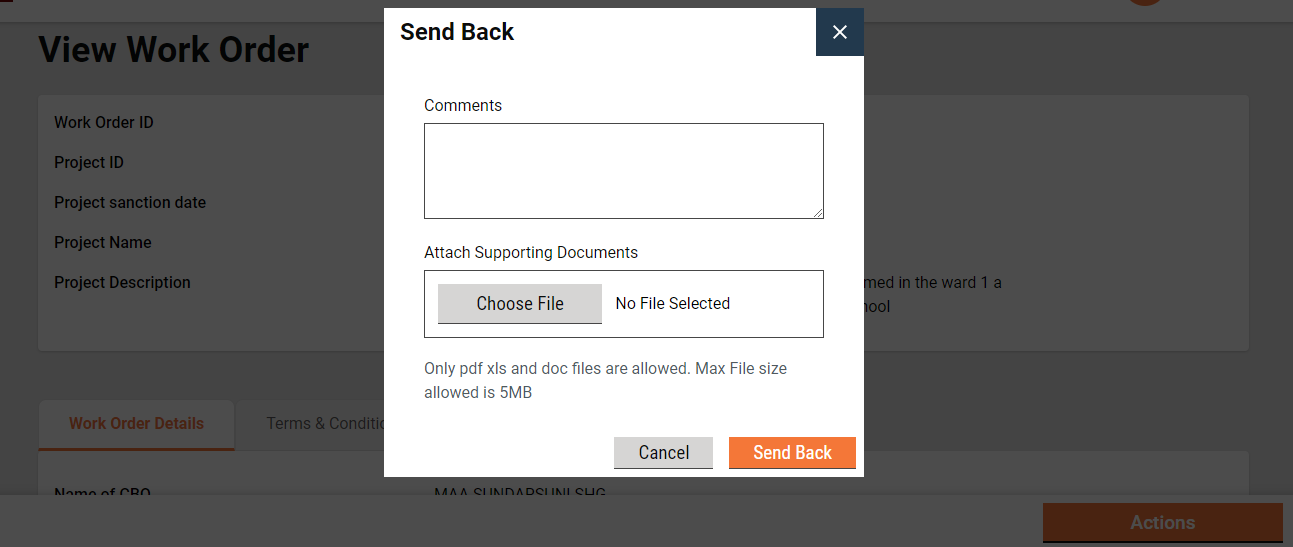 Send Back
View Work Order
Comments
Work Order ID
Project ID
Project sanction date
Project Name
Attach Supporting Documents
Project Description
med in the ward 1 a
Choose File
No File Selected
Only pdf xls and doc files are allowed. Max File size
allowed is 5MB
Work Order Details
Terms &
Cancel
Send Back
Name of CBO
MAA SUNDARSUNI SHG
Actions